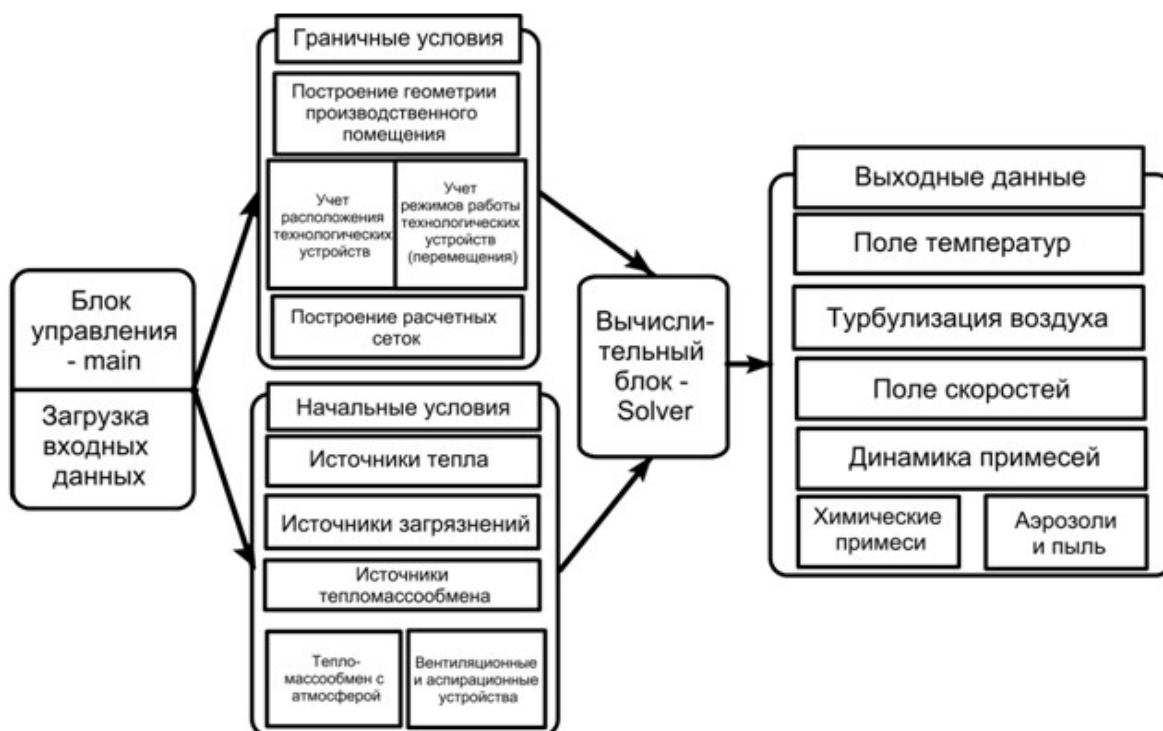 Блок
управления
- main
Загрузка
входных
данных
Граничные условия
Построение геометрии
производственного
помещения
Учет
расположения
технологических
устройств
Учет
режимов работы
технологических
устройств
(перемещения)
Построение расчетных
сеток
Начальные условия
Источники тепла
Источники загрязнений
Источники
тепломассообмена
Тепло-
массообмен с
атмосферой
Вентиляционные
и аспирационные
устройства
Вычисли-
тельный
блок -
Solver
Выходные данные
Поле температур
Турбулизация воздуха
Поле скоростей
Динамика примесей
Химические
примеси
Аэрозоли
и пыль